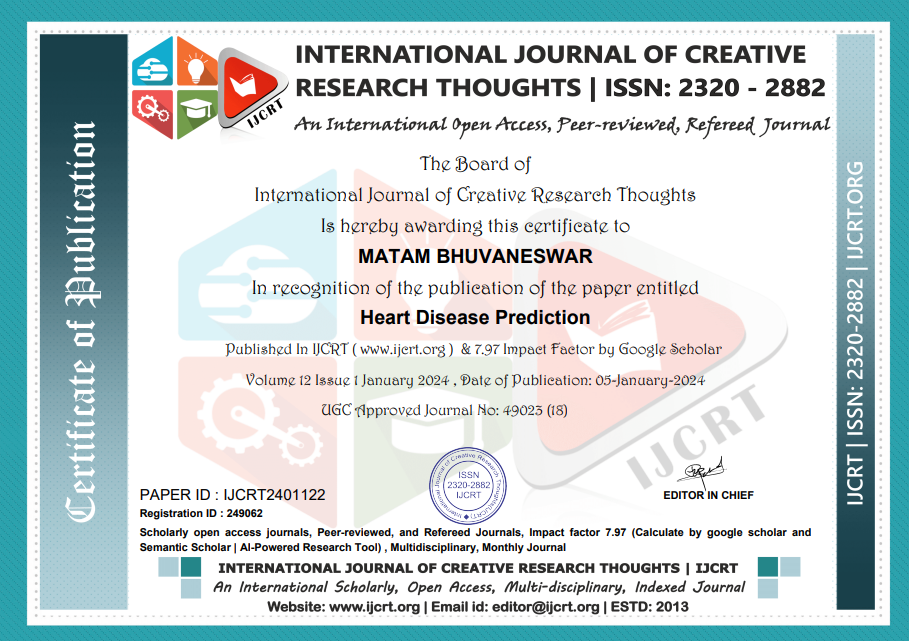 Certificate of Publication
IJCRT
INTERNATIONAL JOURNAL OF CREATIVE
RESEARCH THOUGHTS | ISSN: 2320 - 2882
An International Open Access, Peer-reviewed, Refereed Journal
The Board of
International Journal of Creative Research Thoughts
Is hereby awarding this certificate to
MATAM BHUVANESWAR
In recognition of the publication of the paper entitled
Heart Disease Prediction
Published In IJCRT ( www.ijcrt.org ) & 7.97 Impact Factor by Google Scholar
Volume 12 Issue 1 January 2024 , Date of Publication: 05-January-2024
UGC Approved Journal No: 49023 (18)
IJCRT
PAPER ID : IJCRT2401122
Registration ID : 249062
International Journal of Creative Research Thoughts (IJCRT)
ISSN
2320-2882
IJCRT
EDITOR IN CHIEF
Scholarly open access journals, Peer-reviewed, and Refereed Journals, Impact factor 7.97 (Calculate by google scholar and
Semantic Scholar | AI-Powered Research Tool) , Multidisciplinary, Monthly Journal
INTERNATIONAL JOURNAL OF CREATIVE RESEARCH THOUGHTS | IJCRT
An International Scholarly, Open Access, Multi-disciplinary, Indexed Journal
Website: www.ijcrt.org | Email id: editor@ijcrt.org | ESTD: 2013
IJCRT | ISSN: 2320-2882 | IJCRT.ORG